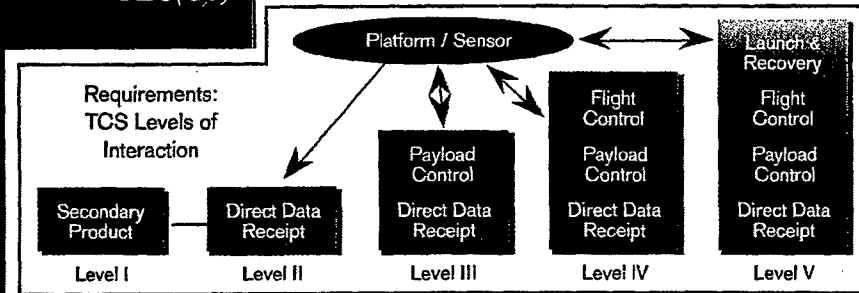 Platform / Sensor
Requirements:
TCS Levels of
Interaction
Secondary
Product
Level I
Direct Data
Receipt
Level II
Payload
Control
Direct Data
Receipt
Level III
Flight
Control
Payload
Control
Direct Data
Receipt
Level IV
Launch &
Recovery
Flight
Control
Payload
Control
Direct Data
Receipt
Level V